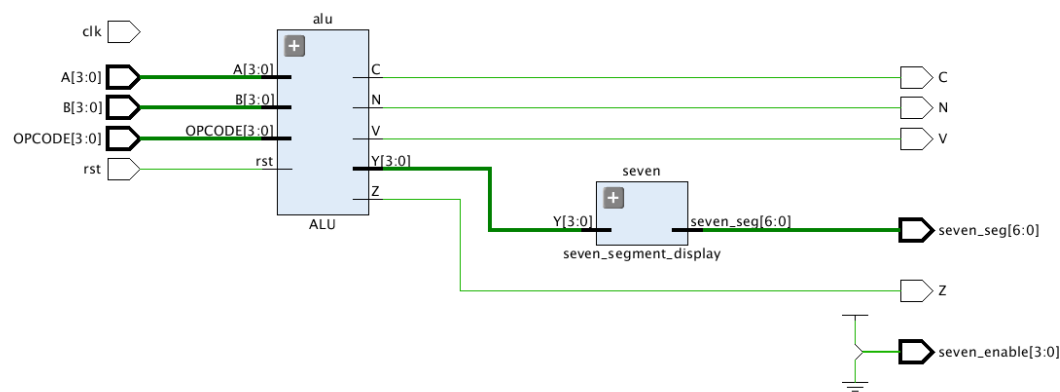 alu
clk
A[3:0] A[3:0] C C
B[3:0] B[3:0] N N
OPCODE[3:0] OPCODE[3:0] V V
rst rst Y[3:0]
seven
Z
ALU
Y[3:0] seven_seg[6:0] seven_seg[6:0]
seven_segment_display
Z
seven_enable[3:0]